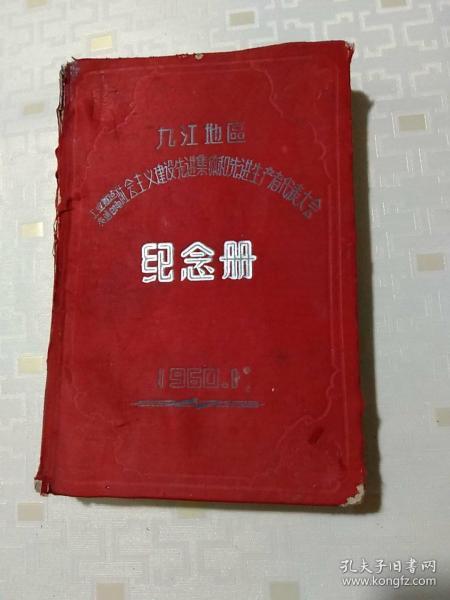 九江地區
社会主义建设先进集体和先进生产者代表大会
纪念册
1960.1
孔夫子旧书网
www.kongfz.com